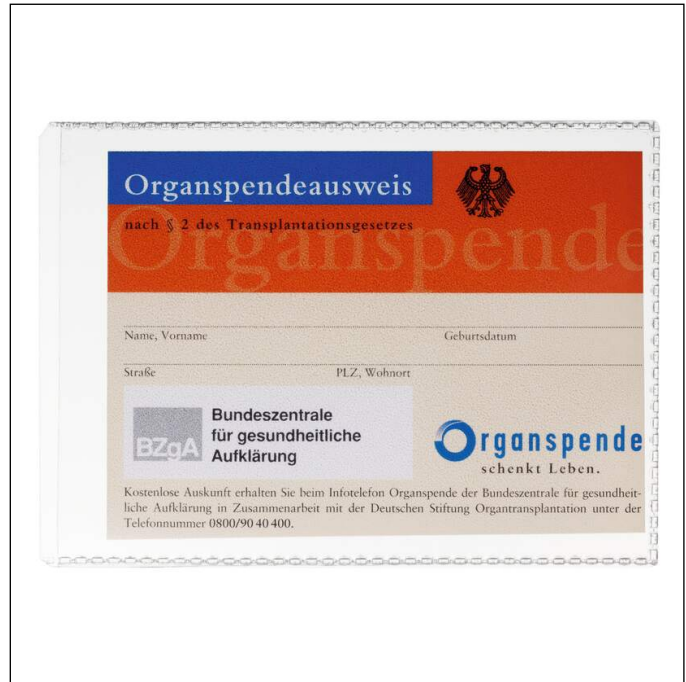 Organspendeausweis
nach § 2 des Transplantationsgesetzes
Organspende
Name, Vorname Geburtsdatum
Straße PLZ, Wohnort
BZgA
Bundeszentrale
für gesundheitliche
Aufklärung
Organspende
schenkt Leben.
Kostenlose Auskunft erhalten Sie beim Infotelefon Organspende der Bundeszentrale für gesundheit-
liche Aufklärung in Zusammenarbeit mit der Deutschen Stiftung Organtransplantation unter der
Telefonnummer 0800/90 40 400.